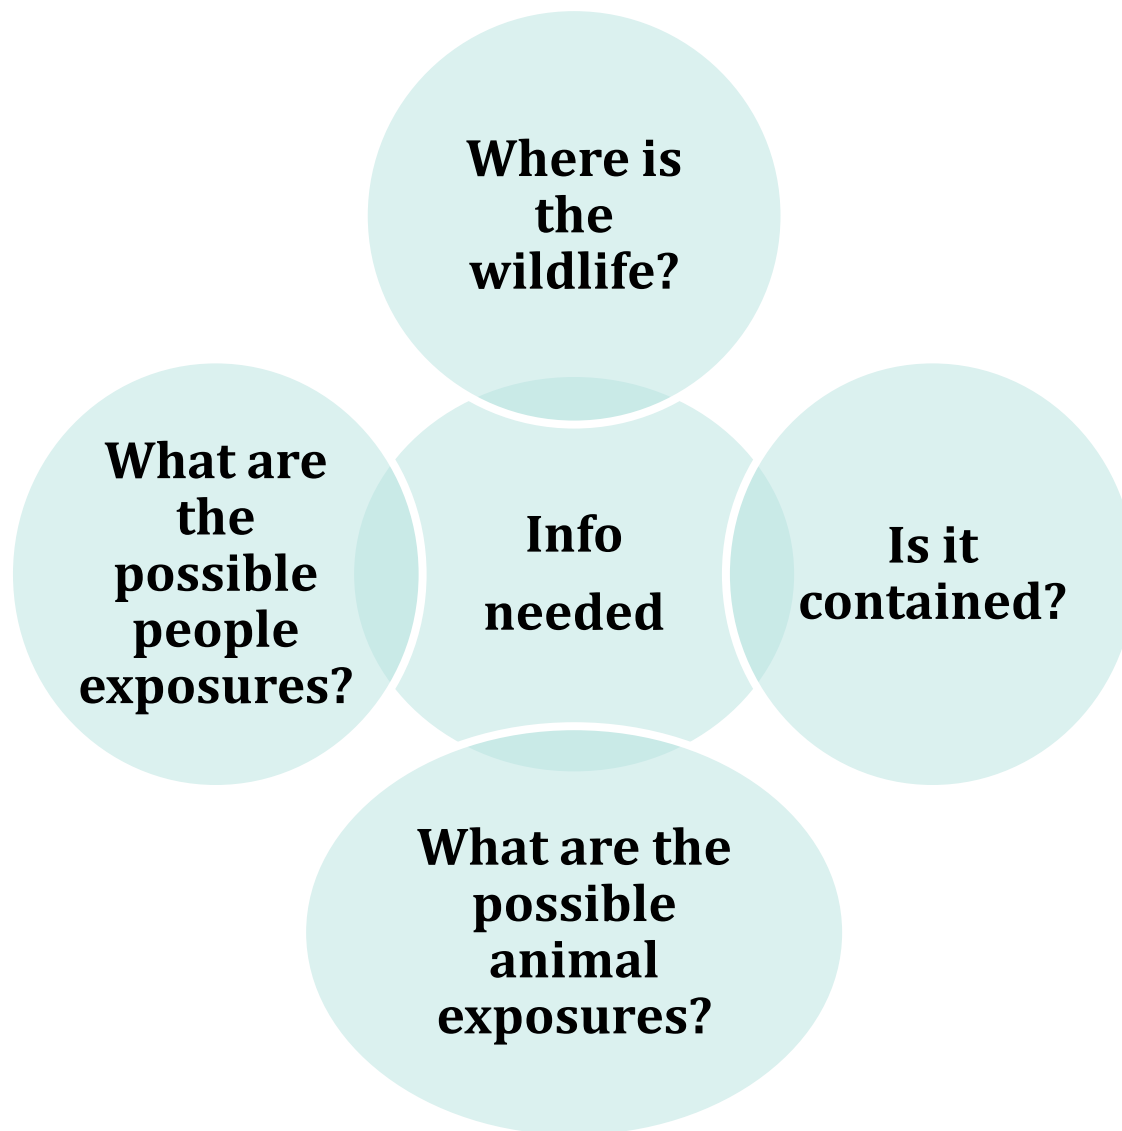 Where is
the
wildlife?
What are
the
possible
people
exposures?
Info
needed
Is it
contained?
What are the
possible
animal
exposures?